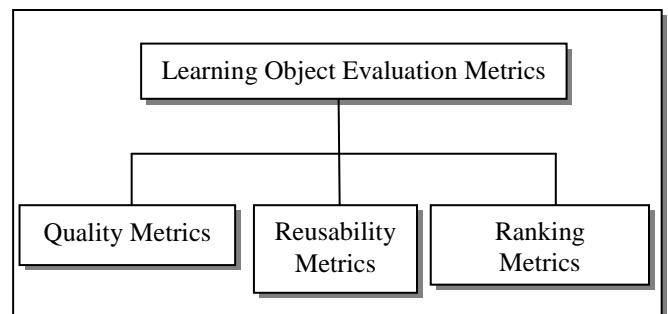 Learning Object Evaluation Metrics
Quality Metrics
Reusability
Metrics
Ranking
Metrics